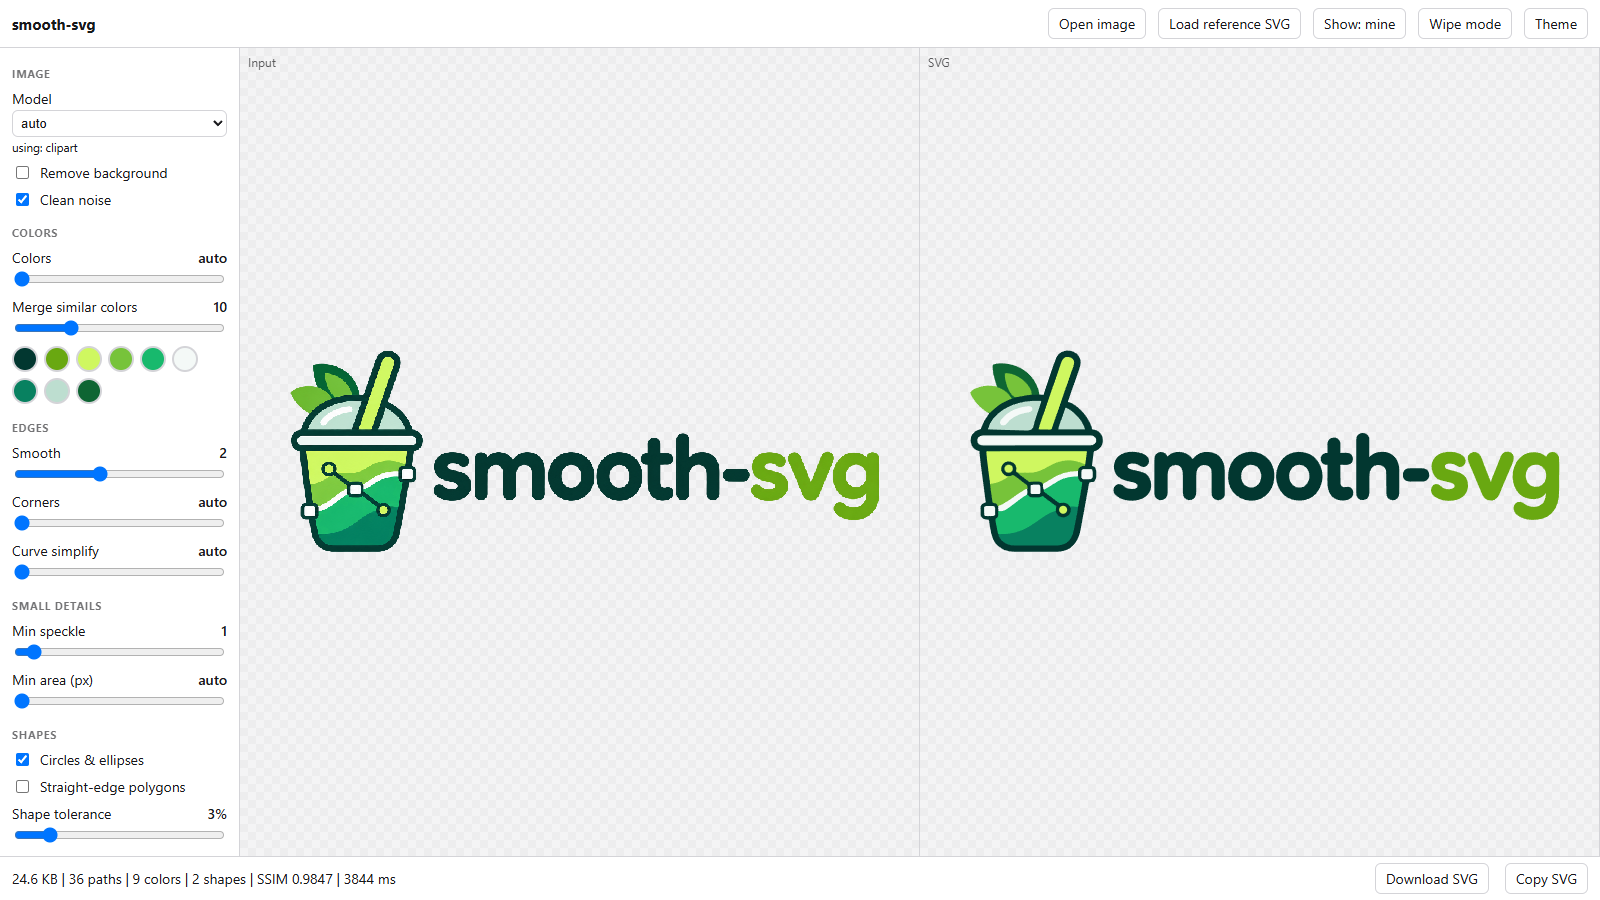 smooth-svg
Open image
Load reference SVG
Show: mine
Wipe mode
Theme
IMAGE
Model
auto
using: clipart
Remove background
Clean noise
COLORS
Colors auto
Merge similar colors 10
EDGES
Smooth 2
Corners auto
Curve simplify auto
SMALL DETAILS
Min speckle 1
Min area (px) auto
SHAPES
Circles & ellipses
Straight-edge polygons
Shape tolerance 3%
Input
smooth-svg
SVG
smooth-svg
24.6 KB | 36 paths | 9 colors | 2 shapes | SSIM 0.9847 | 3844 ms
Download SVG
Copy SVG